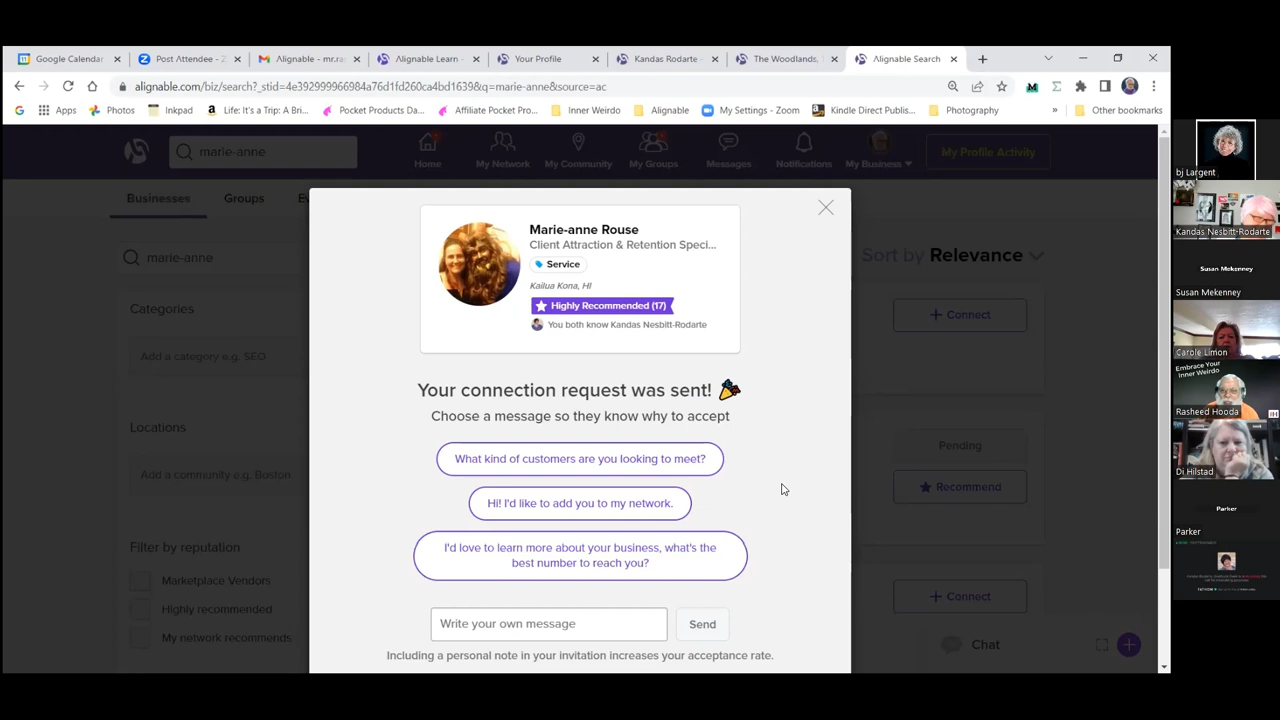 Google Calendar
Post Attendee - Z
Alignable - mr.ra
Alignable Learn -
Your Profile
Kandas Rodarte -
The Woodlands,
Alignable Search
alignable.com/biz/search?_stid=4e392999966984a76d1fd260ca4bd1639&q=marie-anne&source=ac
Apps
Photos
Inkpad
Life: It's a Trip: A Bri...
Pocket Products Da...
Affiliate Pocket Pro...
Inner Weirdo
Alignable
My Settings - Zoom
Kindle Direct Publis...
Photography
»
Other bookmarks
marie-anne
Home
My Network
My Community
My Groups
Messages
Notifications
My Business
My Profile Activity
Businesses
Groups
Ev
marie-anne
Sort by Relevance
Categories
Add a category e.g. SEO
Locations
Add a community e.g. Boston
Filter by reputation
Marketplace Vendors
Highly recommended
My network recommends
Marie-anne Rouse
Client Attraction & Retention Speci...
Service
Kailua Kona, HI
Highly Recommended (17)
You both know Kandas Nesbitt-Rodarte
Your connection request was sent!
Choose a message so they know why to accept
What kind of customers are you looking to meet?
Hi! I'd like to add you to my network.
I'd love to learn more about your business, what's the
best number to reach you?
Write your own message
Send
Including a personal note in your invitation increases your acceptance rate.
+ Connect
Pending
Recommend
+ Connect
Chat
bj Largent
Kandas Nesbitt-Rodarte
Susan Mekenney
Susan Mekenney
Carole Limon
Embrace Your
Inner Weirdo
Rasheed Hooda
Di Hilstad
Parker
Parker